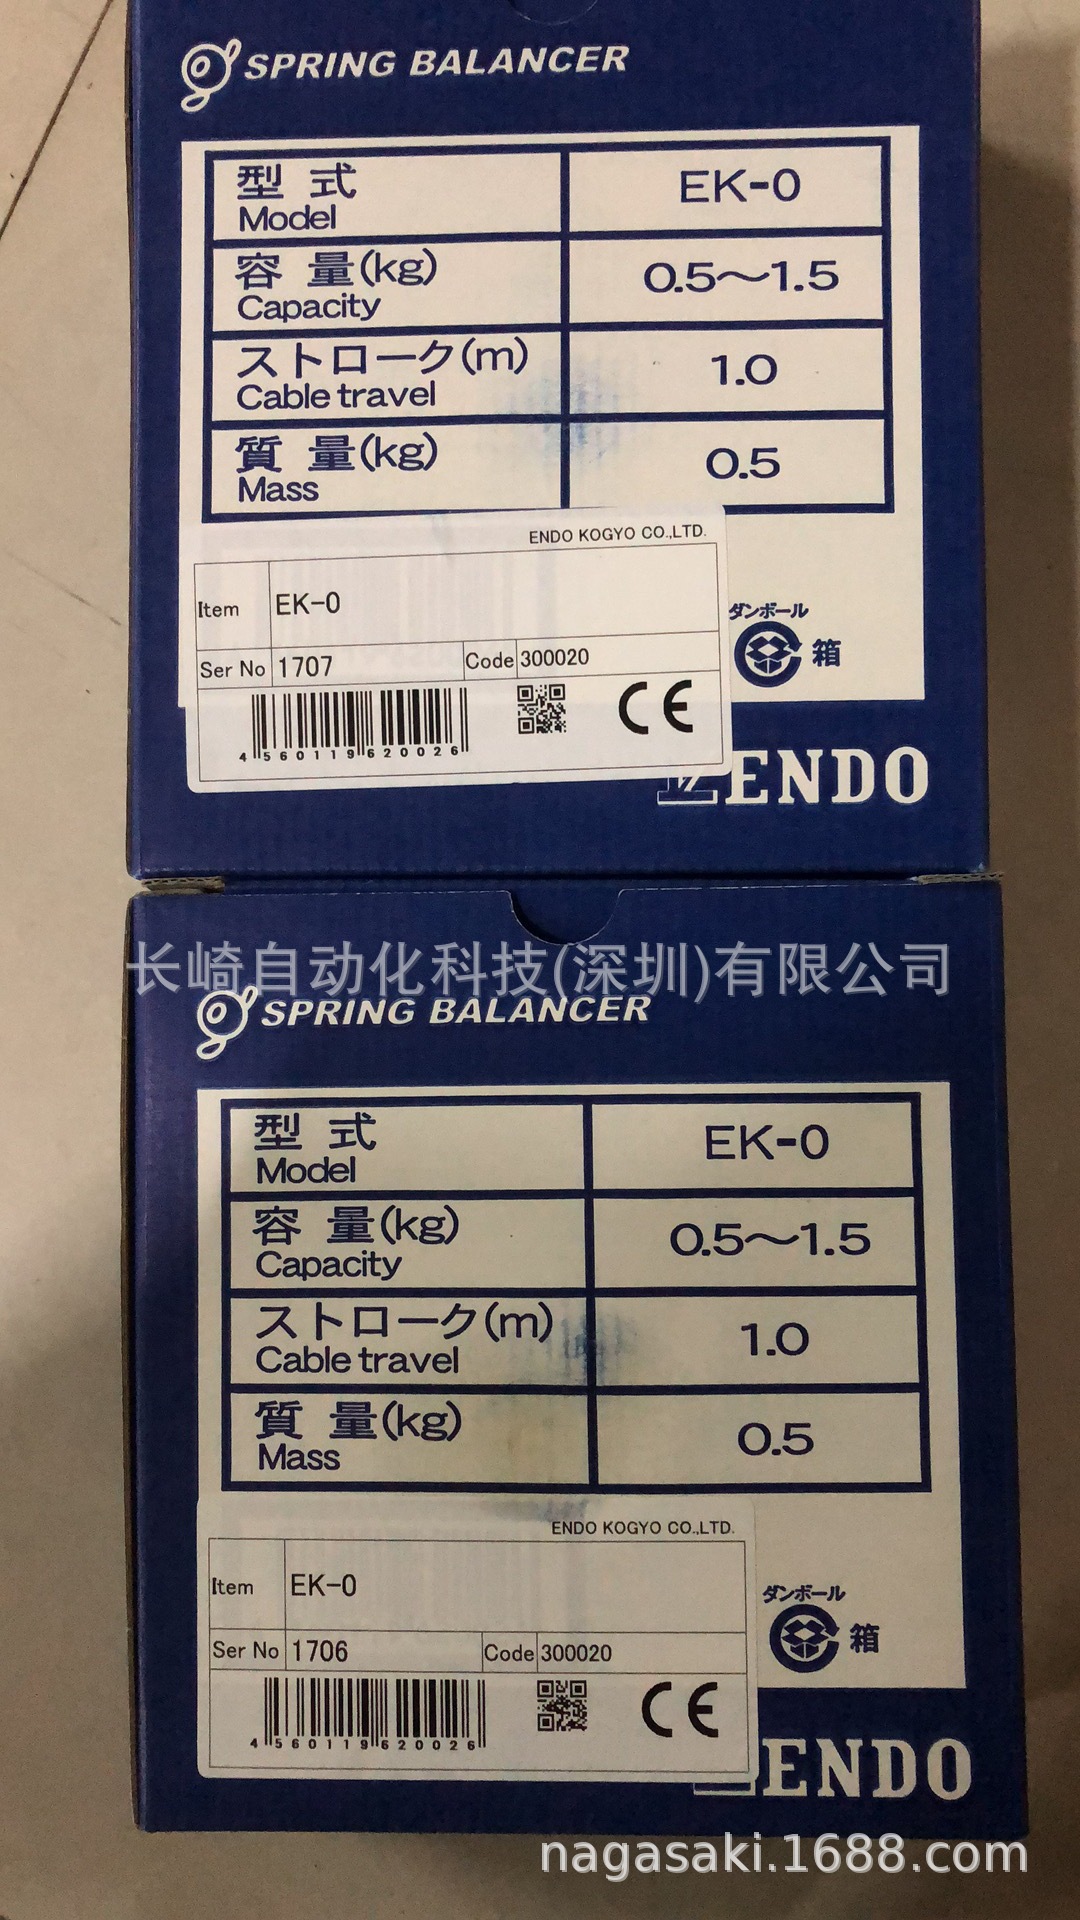 SPRING BALANCER
型 式 EK-0
Model
容 量(kg) 0.5～1.5
Capacity
ストローク(m) 1.0
Cable travel
質 量(kg) 0.5
Mass
ENDO KOGYO CO.,LTD.
Item EK-0
Ser No 1707 Code 300020
4560119620026
CE
ダンボール
箱
ENDO
长崎自动化科技(深圳)有限公司
SPRING BALANCER
型 式 EK-0
Model
容 量(kg) 0.5～1.5
Capacity
ストローク(m) 1.0
Cable travel
質 量(kg) 0.5
Mass
ENDO KOGYO CO.,LTD.
Item EK-0
Ser No 1706 Code 300020
4560119620026
CE
ダンボール
箱
ENDO
nagasaki.1688.com